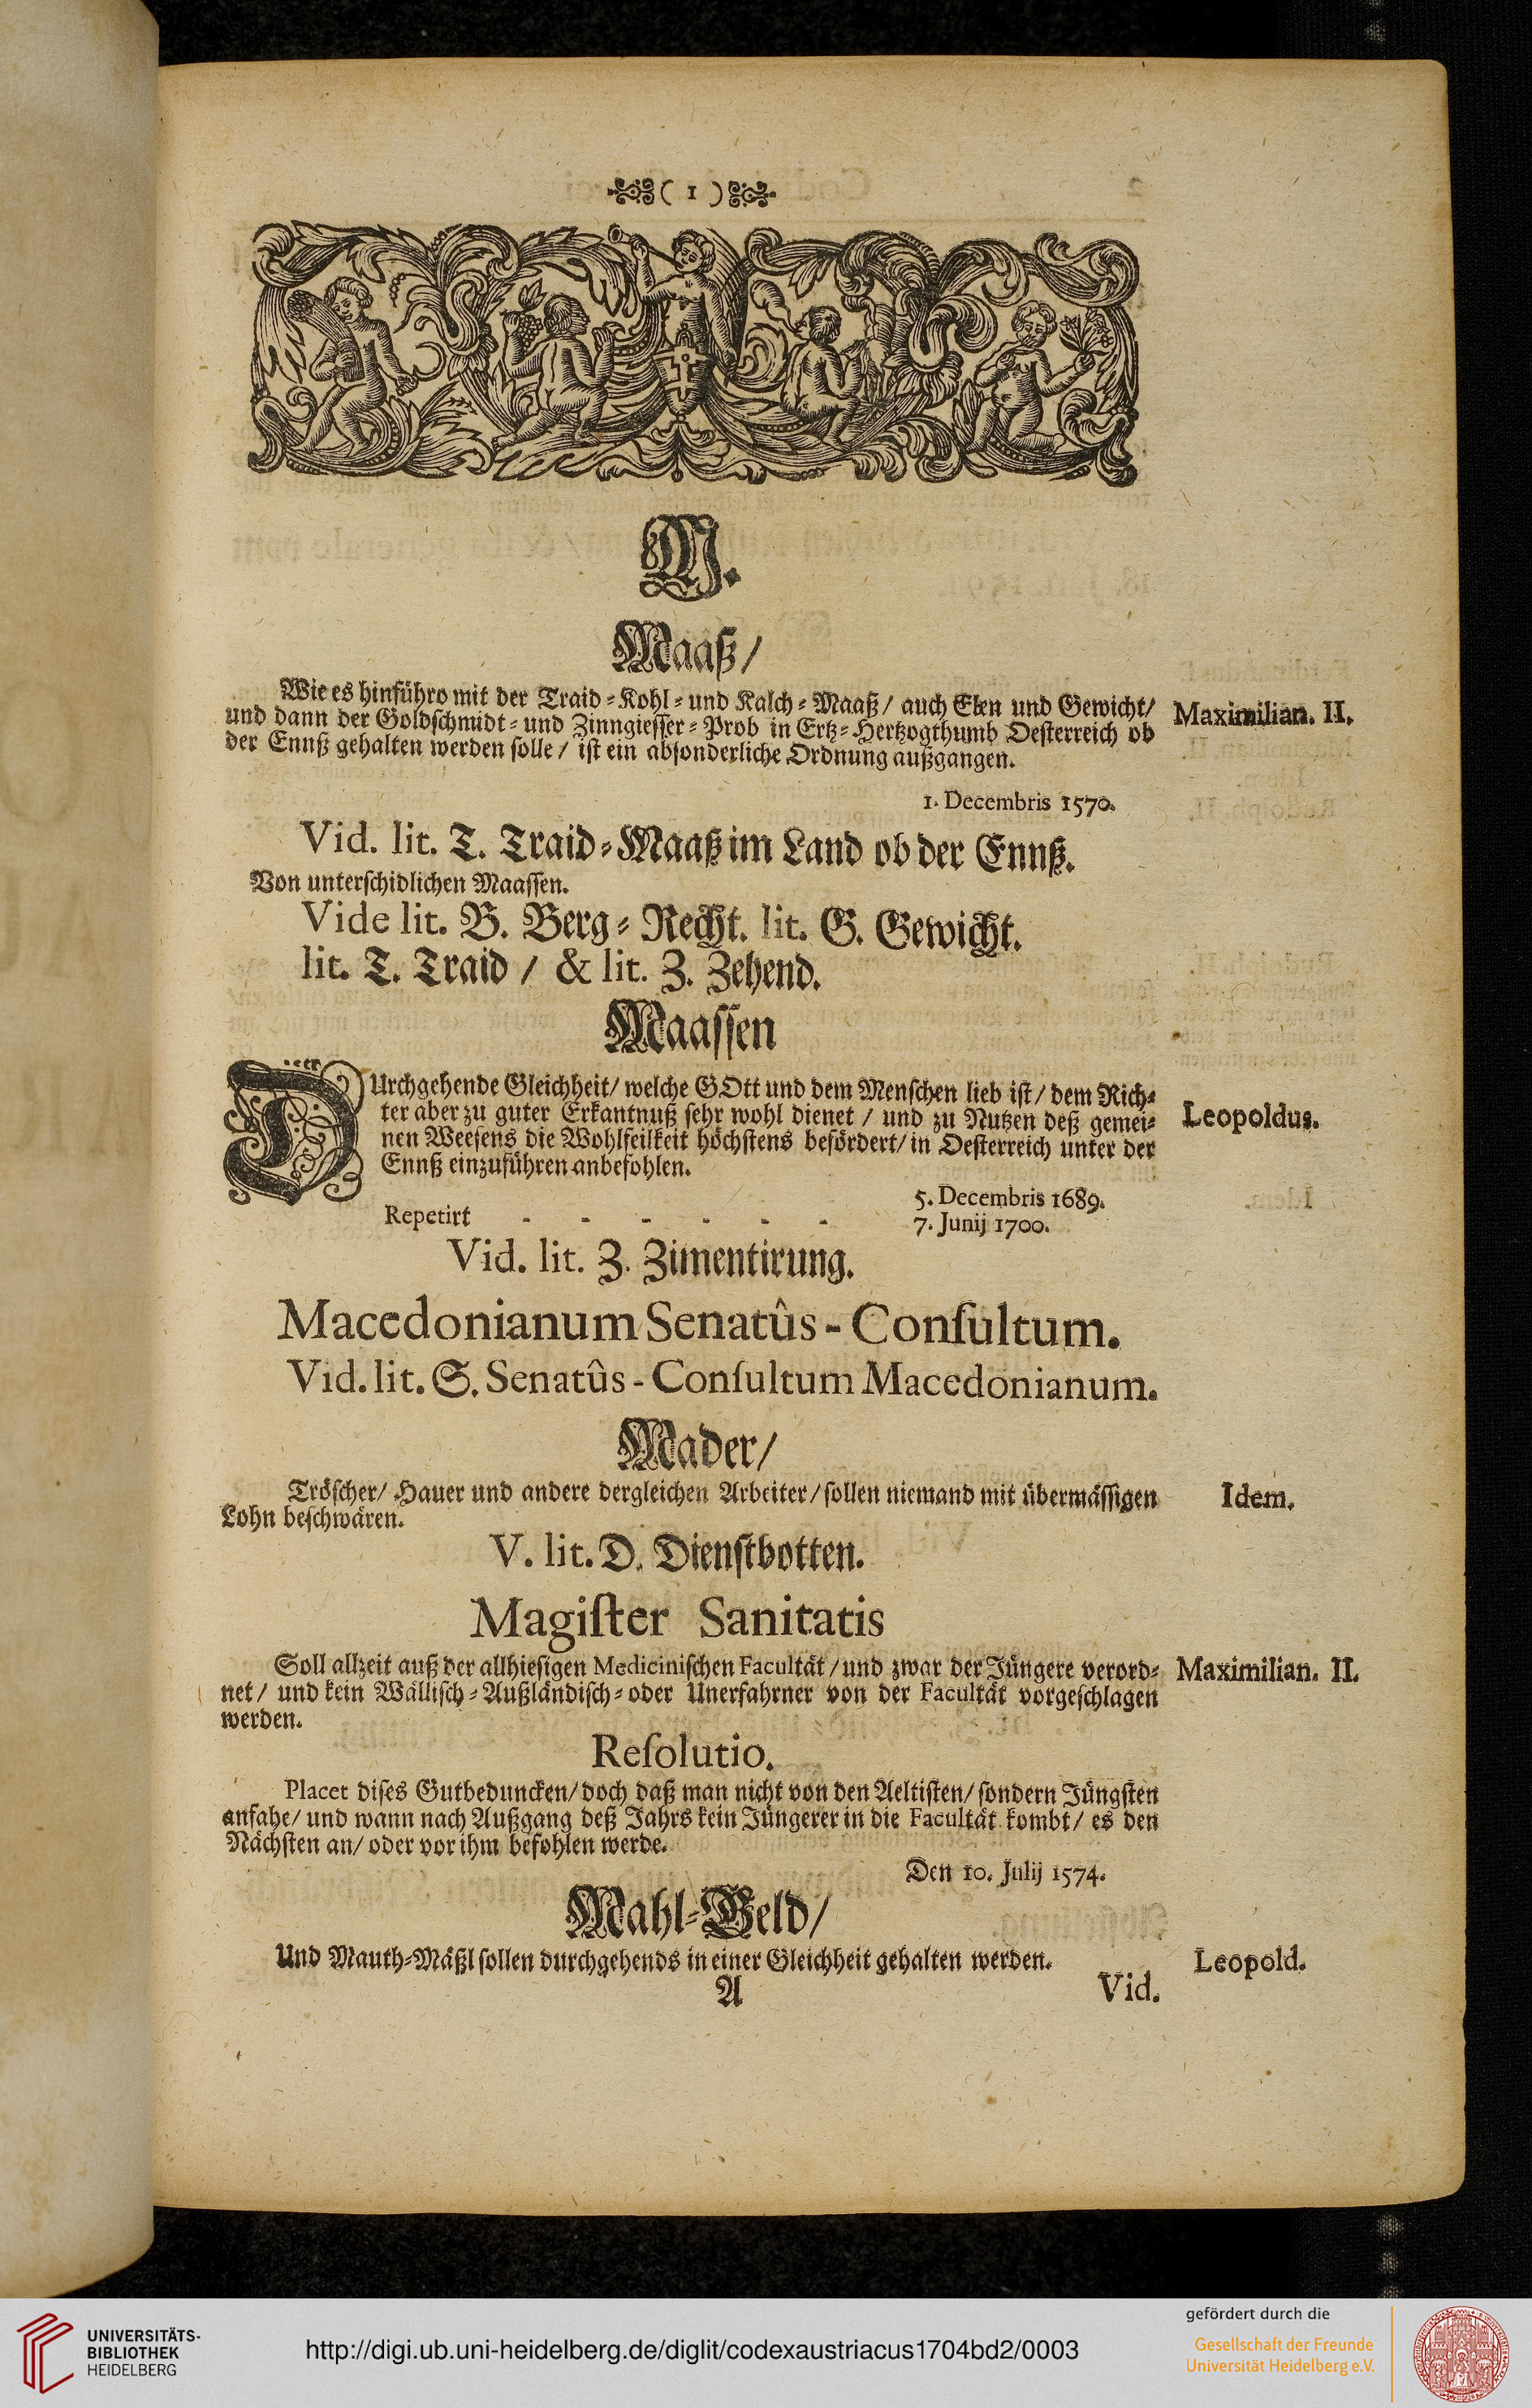 ( 1 )
M.
Maaß/
Wie es hinführo mit der Traid-Kohl-und Kalch-Maaß/ auch Elen und Gewicht/
und dann der Goldschmidt-und Zinngiesser-Prob in Ertz-Hertzogthumb Oesterreich ob
der Ennß gehalten werden solle/ ist ein absonderliche Ordnung außgangen.
Maximilian. II.
1. Decembris 1570.
Vid. lit. T. Traid-Maaß im Land ob der Ennß.
Von unterschidlichen Maassen.
Vide lit. B. Berg-Recht. lit. G. Gewicht.
lit. T. Traid / & lit. Z. Zehend.
Maassen
DUrchgehende Gleichheit/ welche GOtt und dem Menschen lieb ist/ dem Rich-
ter aber zu guter Erkantnuß sehr wohl dienet / und zu Nutzen deß gemei-
nen Weesens die Wohlfeilkeit höchstens befördert/ in Oesterreich unter der
Ennß einzuführen anbefohlen.
Leopoldus.
5. Decembris 1689.
Repetirt - - - - - - 7. Junij 1700.
Vid. lit. Z. Zimentirung.
Macedonianum Senatûs-Conſultum.
Vid. lit. S. Senatûs-Conſultum Macedonianum.
Mader/
Tröscher/ Hauer und andere dergleichen Arbeiter/ sollen niemand mit übermässigen
Lohn beschwären.
Idem.
V. lit. D. Dienstbotten.
Magiſter Sanitatis
Soll allzeit auß der allhiesigen Medicinischen Facultät / und zwar der Jüngere verord-
net / und kein Wällisch-Außländisch-oder Unerfahrner von der Facultät vorgeschlagen
werden.
Maximilian. II.
Reſolutio.
Placet dises Gutbeduncken/ doch daß man nicht von den Aeltisten/ sondern Jüngsten
anfahe/ und wann nach Außgang deß Jahrs kein Jüngerer in die Facultät kombt/ es den
Nächsten an/ oder vor ihm befohlen werde.
Den 10. Julij 1574.
Mahl-Geld/
Und Mauth-Mäßl sollen durchgehends in einer Gleichheit gehalten werden.
Leopold.
A
Vid.
UNIVERSITÄTS-
BIBLIOTHEK
HEIDELBERG
http://digi.ub.uni-heidelberg.de/diglit/codexaustriacus1704bd2/0003
gefördert durch die
Gesellschaft der Freunde
Universität Heidelberg e.V.